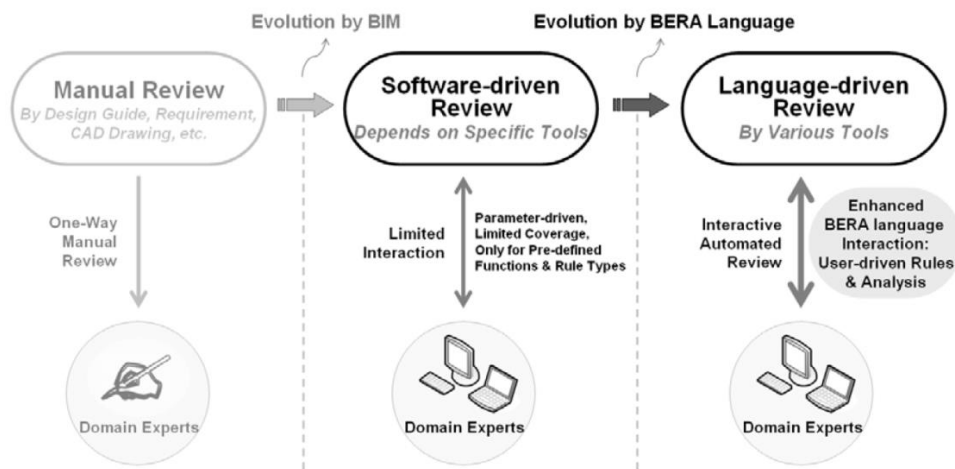 Evolution by BIM
Evolution by BERA Language
Manual Review
By Design Guide, Requirement,
CAD Drawing, etc.
Software-driven
Review
Depends on Specific Tools
Language-driven
Review
By Various Tools
One-Way
Manual
Review
Limited
Interaction
Parameter-driven,
Limited Coverage,
Only for Pre-defined
Functions & Rule Types
Interactive
Automated
Review
Enhanced
BERA language
Interaction:
User-driven Rules
& Analysis
Domain Experts
Domain Experts
Domain Experts